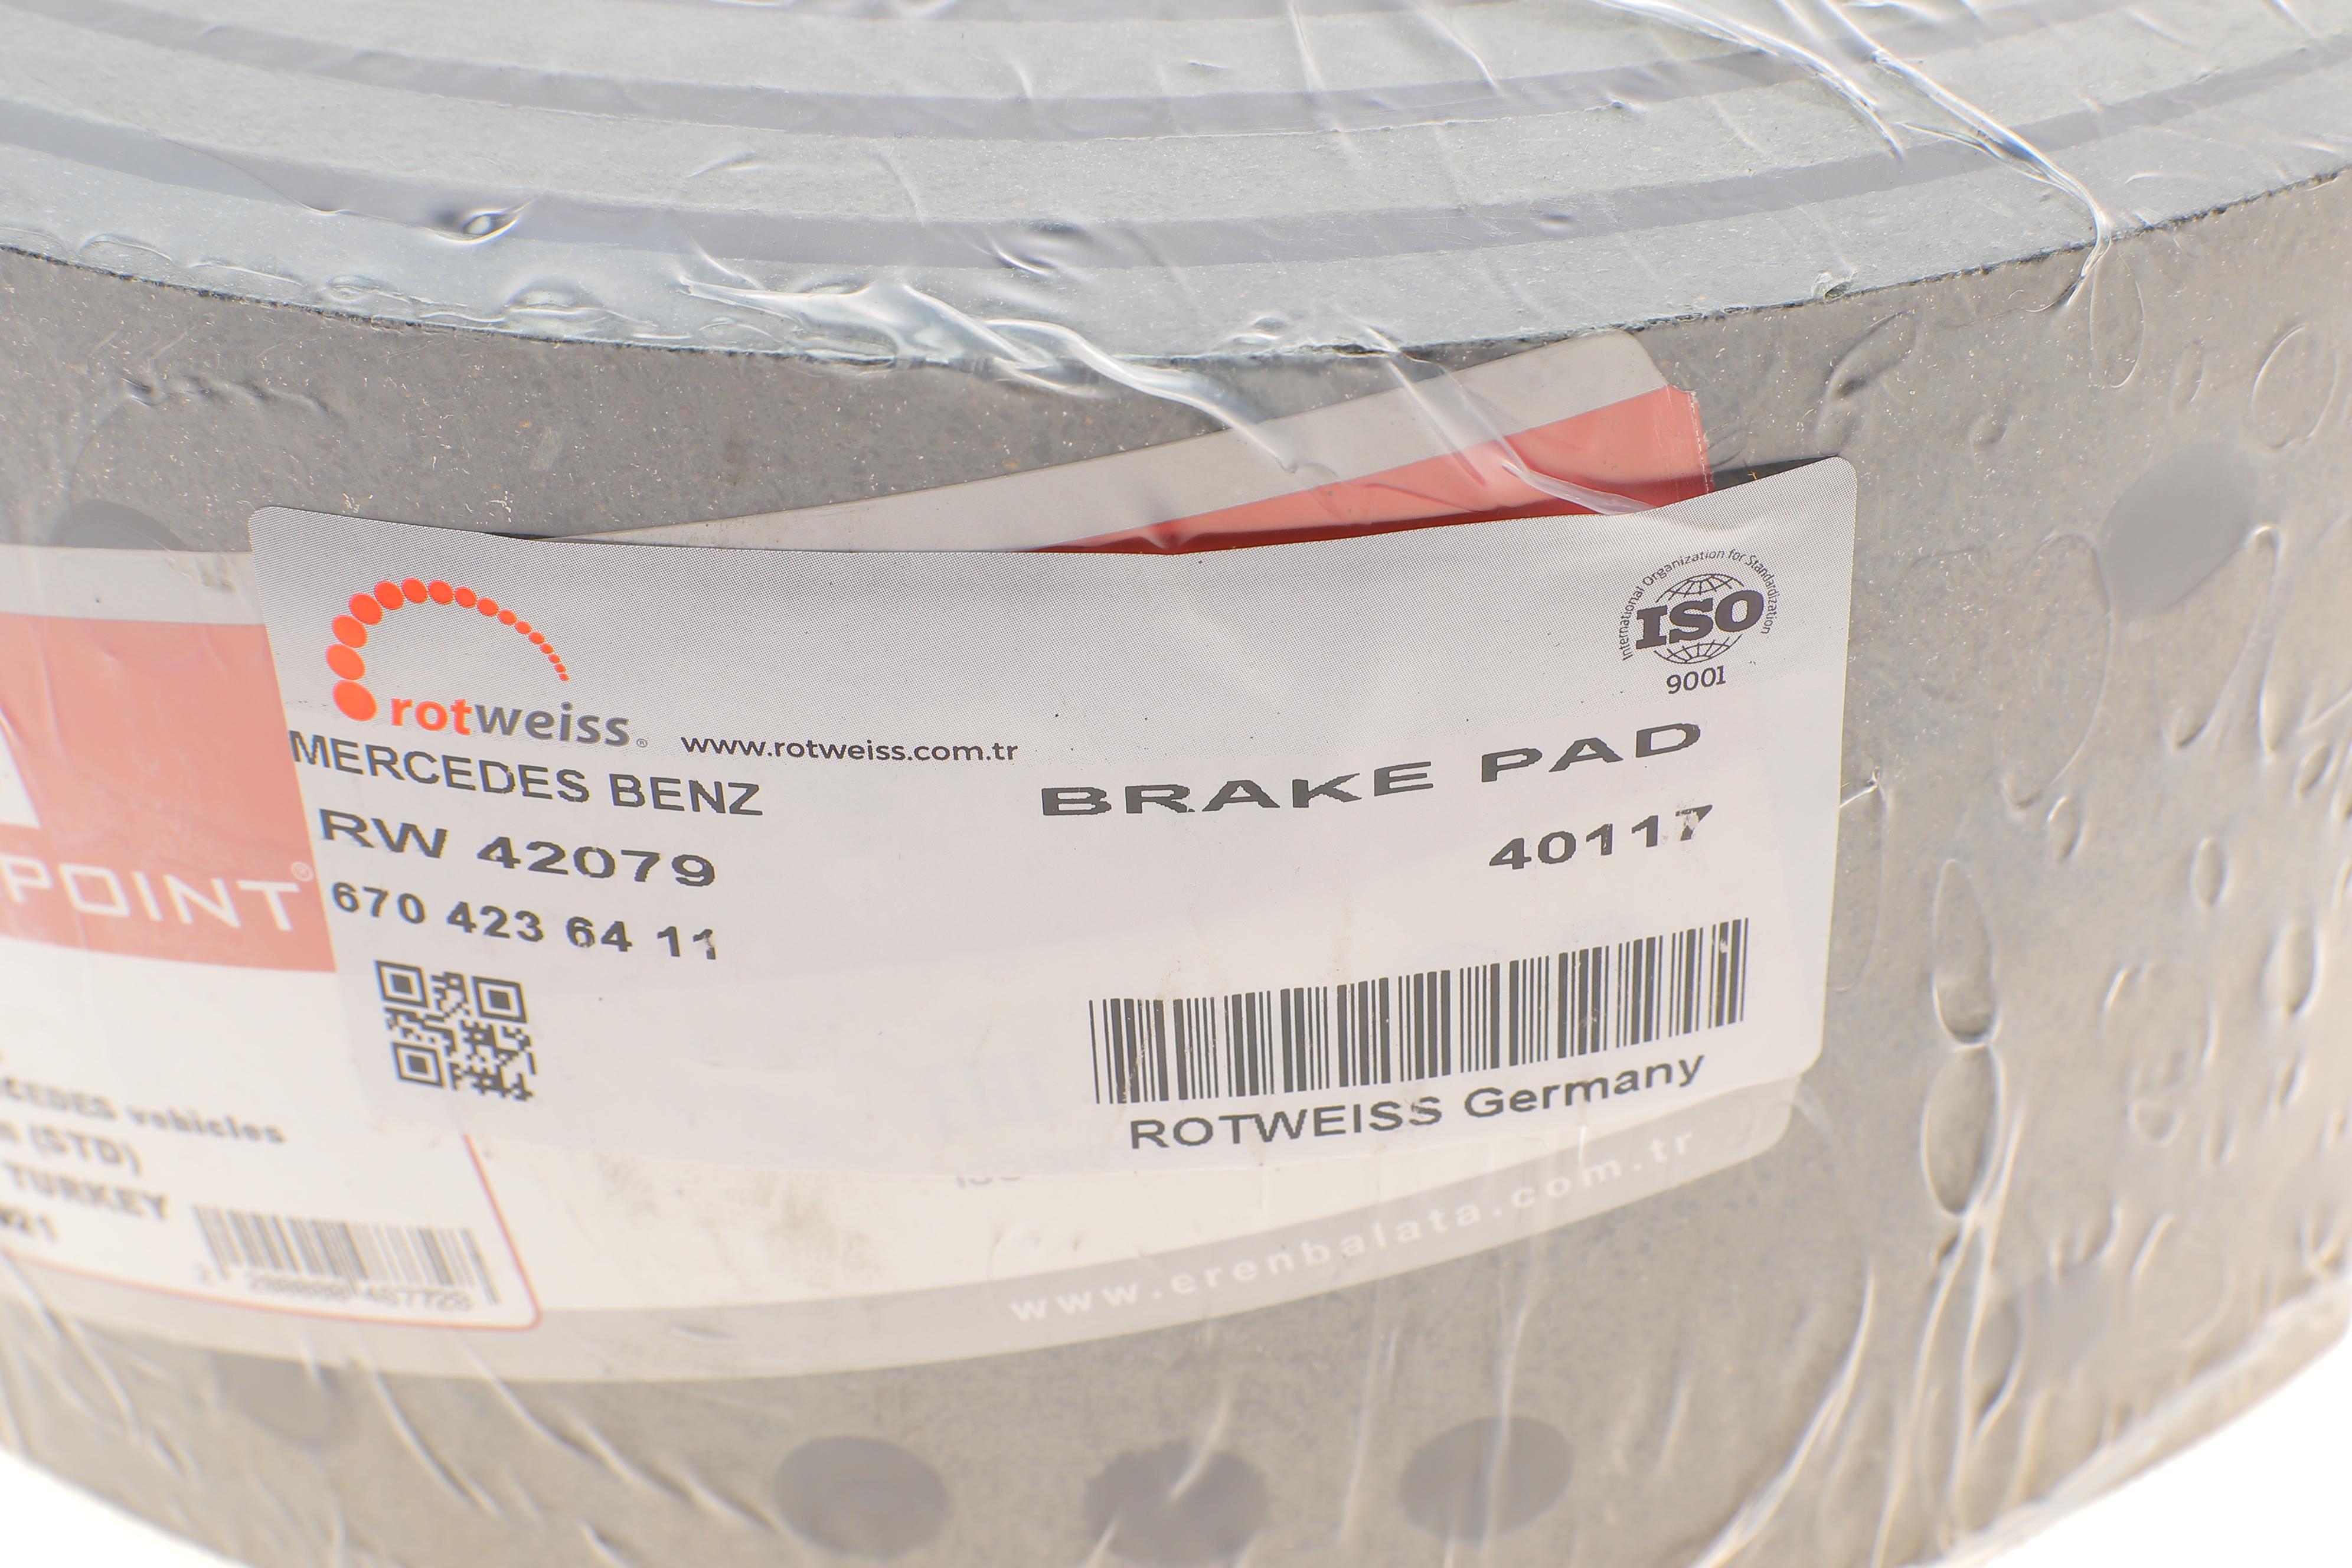 International Organization for Standardization
ISO
9001
rotweiss®
www.rotweiss.com.tr
MERCEDES BENZ
BRAKE PAD
RW 42079
40117
670 423 64 11
ROTWEISS Germany
POINT®
vehicles
(STD)
TURKEY
www.erenbalata.com.tr